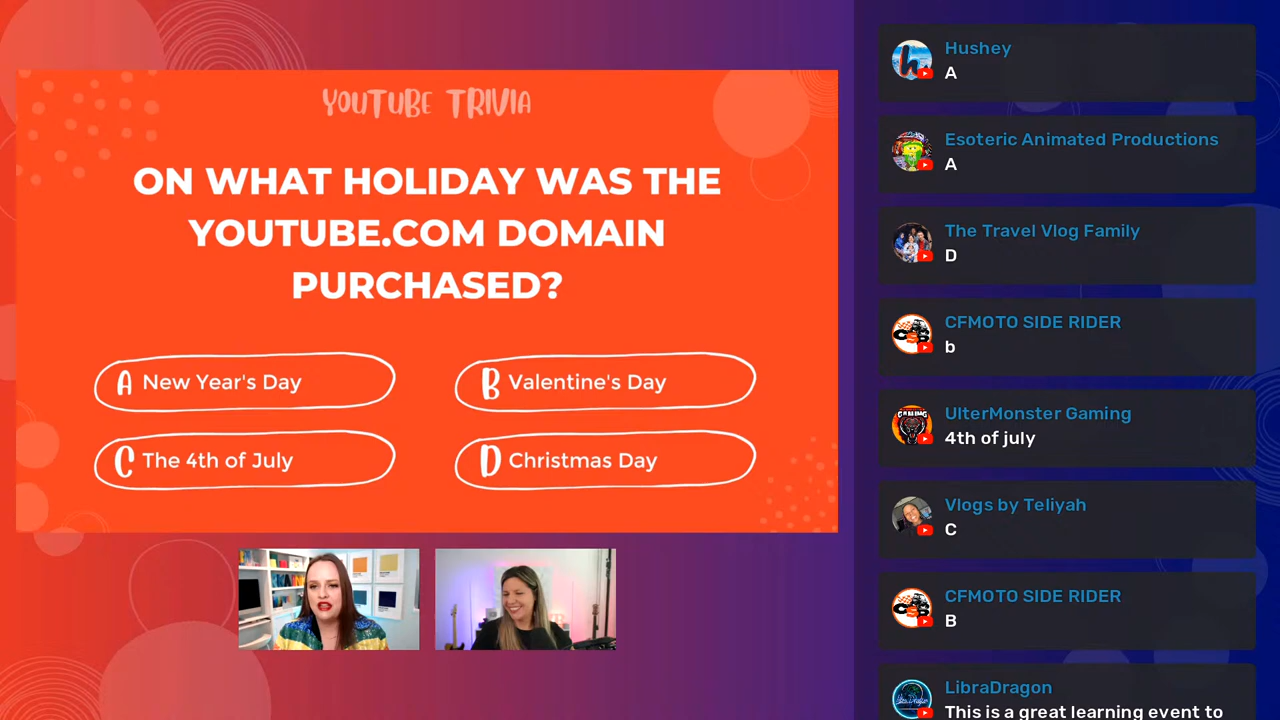 YOUTUBE TRIVIA
ON WHAT HOLIDAY WAS THE
YOUTUBE.COM DOMAIN
PURCHASED?
A New Year's Day
B Valentine's Day
C The 4th of July
D Christmas Day
Hushey
A
Esoteric Animated Productions
A
The Travel Vlog Family
D
CFMOTO SIDE RIDER
b
UlterMonster Gaming
4th of july
Vlogs by Teliyah
C
CFMOTO SIDE RIDER
B
LibraDragon
This is a great learning event to